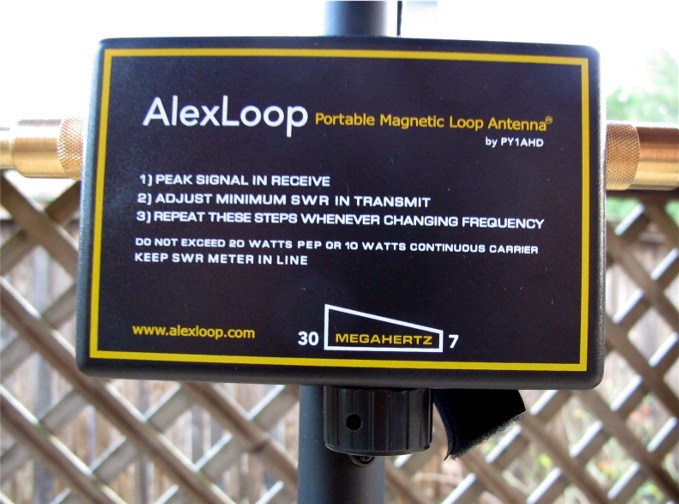 AlexLoop Portable Magnetic Loop Antenna®
by PY1AHD
1) PEAK SIGNAL IN RECEIVE
2) ADJUST MINIMUM SWR IN TRANSMIT
3) REPEAT THESE STEPS WHENEVER CHANGING FREQUENCY
DO NOT EXCEED 20 WATTS PEP OR 10 WATTS CONTINUOUS CARRIER
KEEP SWR METER IN LINE
www.alexloop.com
30 MEGAHERTZ 7